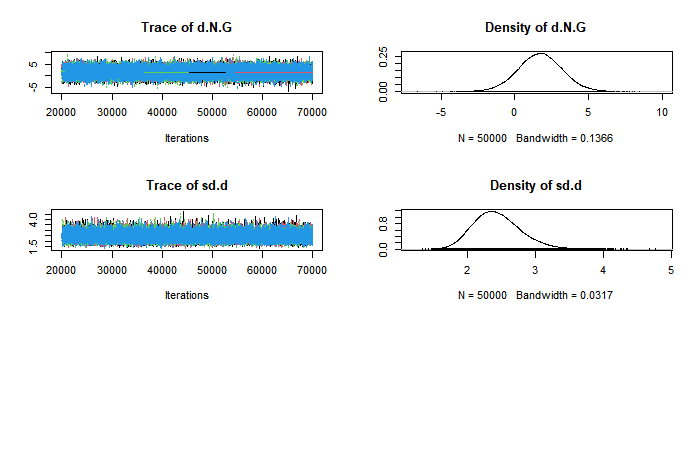 Trace of d.N.G
5
-5
20000 30000 40000 50000 60000 70000
Iterations
Density of d.N.G
0.25
0.00
-5 0 5 10
N = 50000 Bandwidth = 0.1366
Trace of sd.d
4.0
1.5
20000 30000 40000 50000 60000 70000
Iterations
Density of sd.d
0.8
0.0
2 3 4 5
N = 50000 Bandwidth = 0.0317